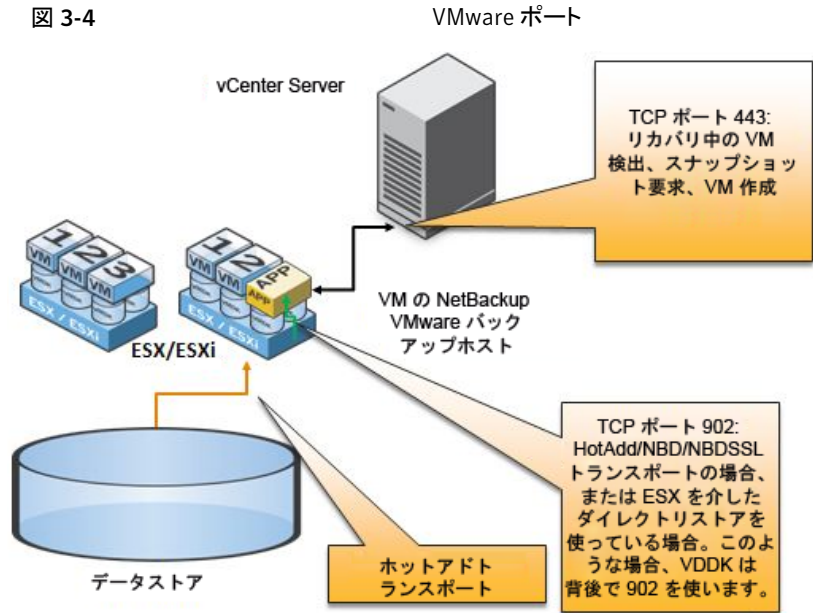 図 3-4
VMware ポート
vCenter Server
TCP ポート 443:
リカバリ中の VM
検出、スナップショッ
ト要求、VM 作成
1 2 3
VM VM VM
ESX / ESXi
1 2 APP
VM VM APP
ESX / ESXi
ESX/ESXi
VM の NetBackup
VMware バック
アップホスト
TCP ポート 902:
HotAdd/NBD/NBDSSL
トランスポートの場合、
または ESX を介した
ダイレクトリストアを
使っている場合。このよ
うな場合、VDDK は
背後で 902 を使います。
ホットアドト
ランスポート
データストア